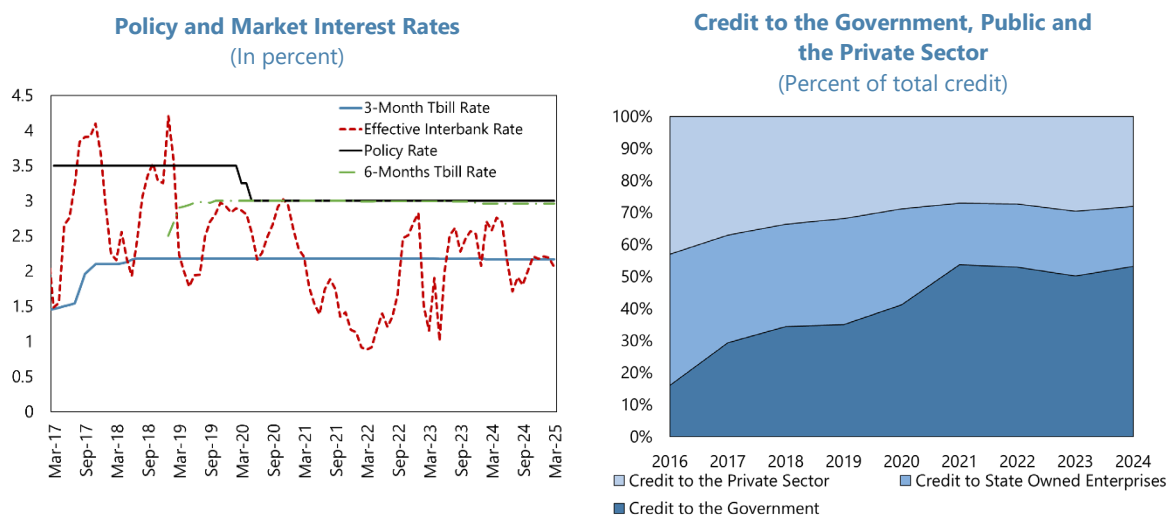 Policy and Market Interest Rates
(In percent)
4.5
4
3.5
3
2.5
2
1.5
1
0.5
0
3-Month Tbill Rate
Effective Interbank Rate
Policy Rate
6-Months Tbill Rate
Mar-17
Sep-17
Mar-18
Sep-18
Mar-19
Sep-19
Mar-20
Sep-20
Mar-21
Sep-21
Mar-22
Sep-22
Mar-23
Sep-23
Mar-24
Sep-24
Mar-25
Credit to the Government, Public and
the Private Sector
(Percent of total credit)
100%
90%
80%
70%
60%
50%
40%
30%
20%
10%
0%
2016 2017 2018 2019 2020 2021 2022 2023 2024
Credit to the Private Sector
Credit to State Owned Enterprises
Credit to the Government